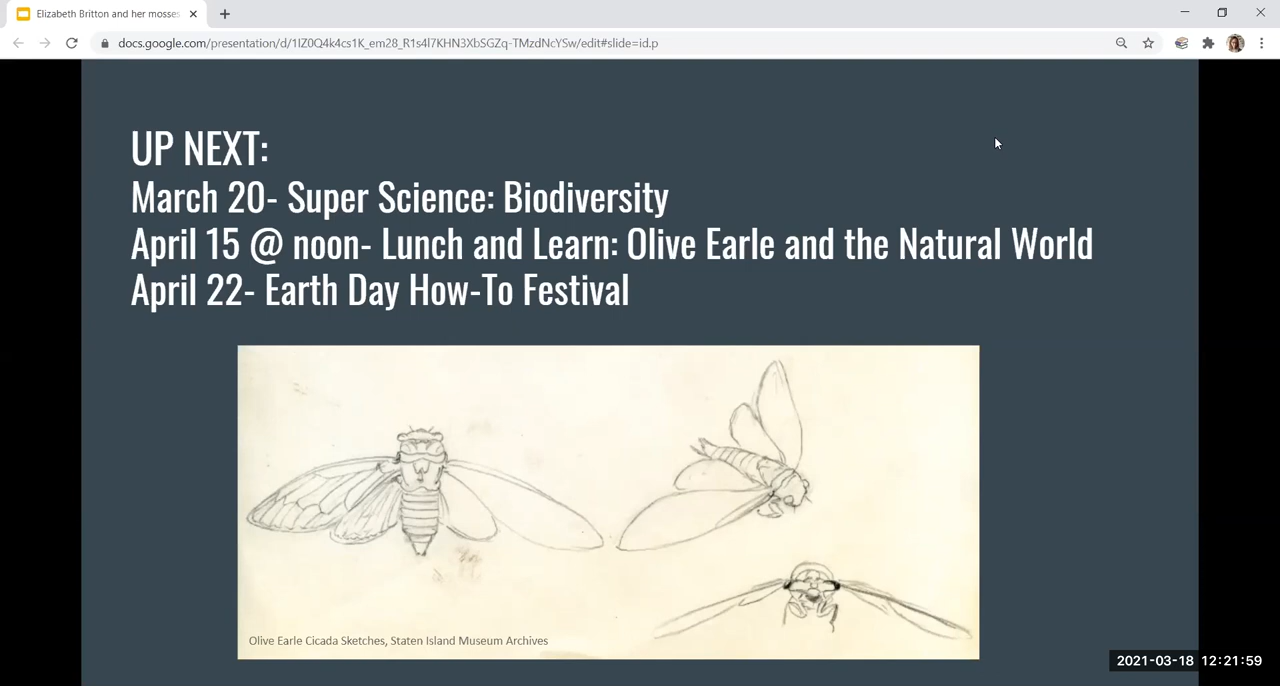 Elizabeth Britton and her mosses
docs.google.com/presentation/d/1IZ0Q4k4cs1K_em28_R1s4l7KHN3XbSGZq-TMzdNcYSw/edit#slide=id.p
UP NEXT:
March 20- Super Science: Biodiversity
April 15 @ noon- Lunch and Learn: Olive Earle and the Natural World
April 22- Earth Day How-To Festival
Olive Earle Cicada Sketches, Staten Island Museum Archives
2021-03-18 12:21:59